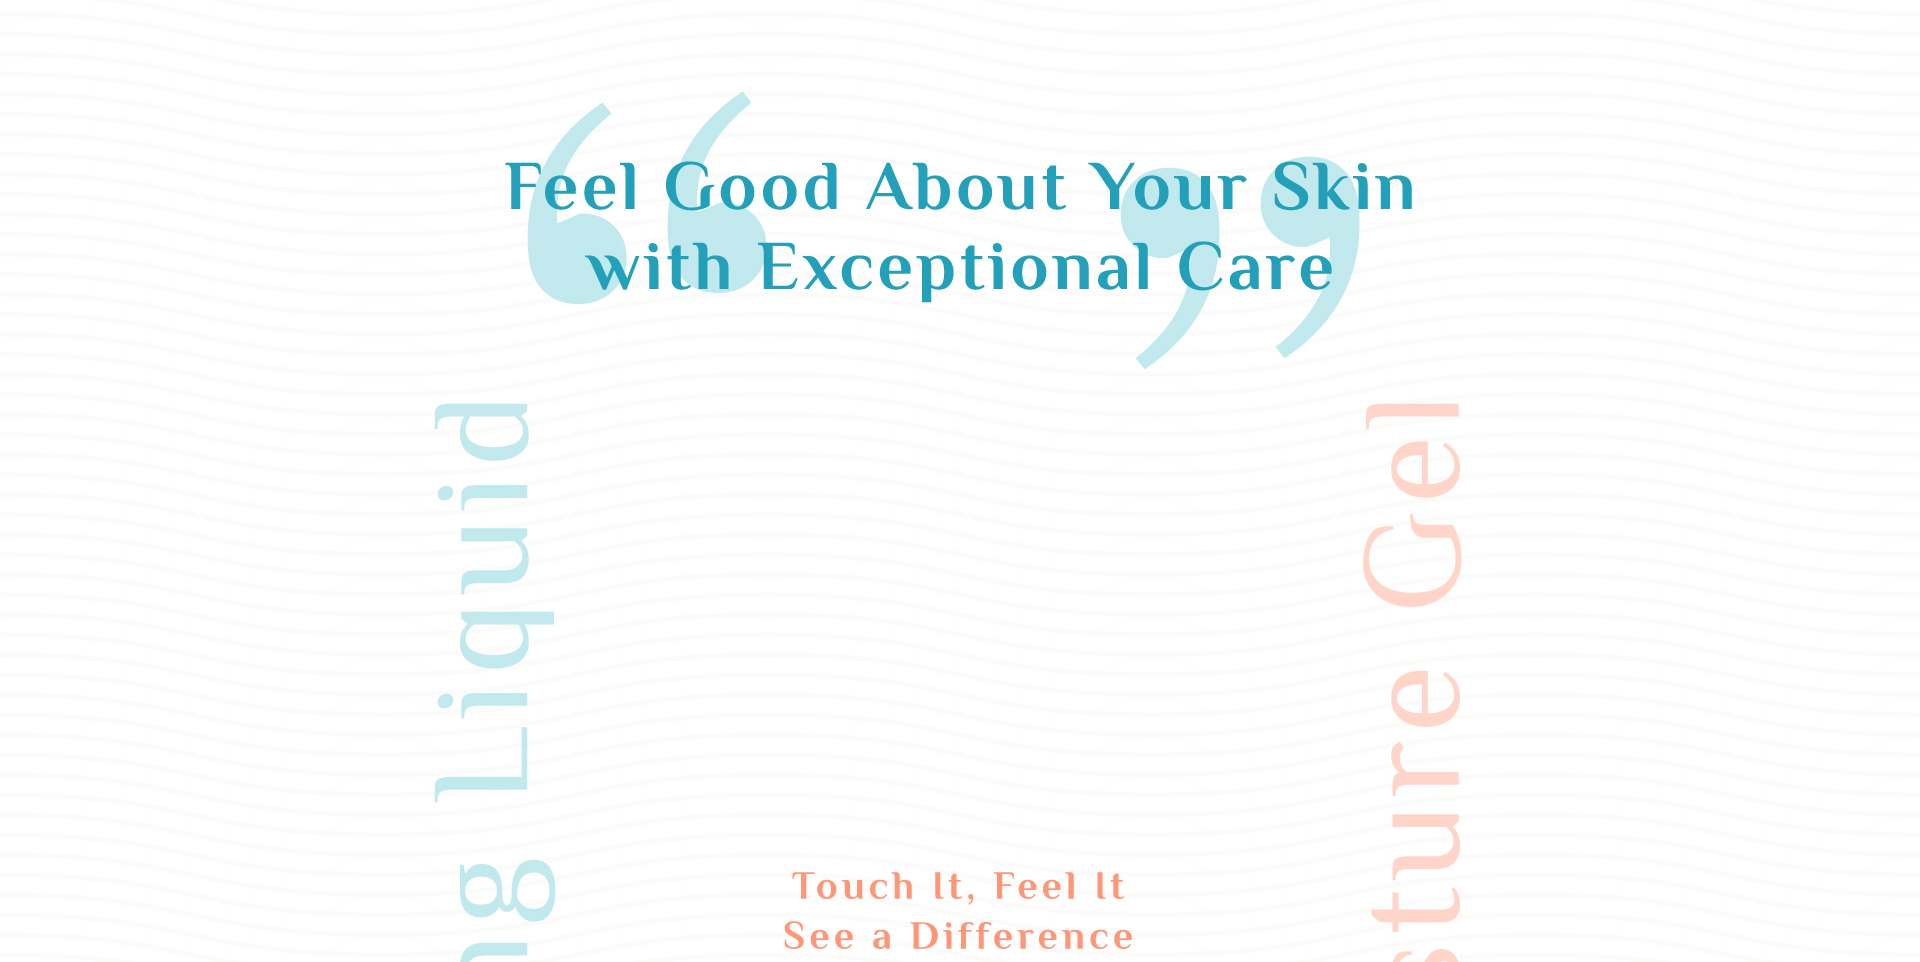 Feel Good About Your Skin
with Exceptional Care
Liquid
Gel
Touch It, Feel It
See a Difference